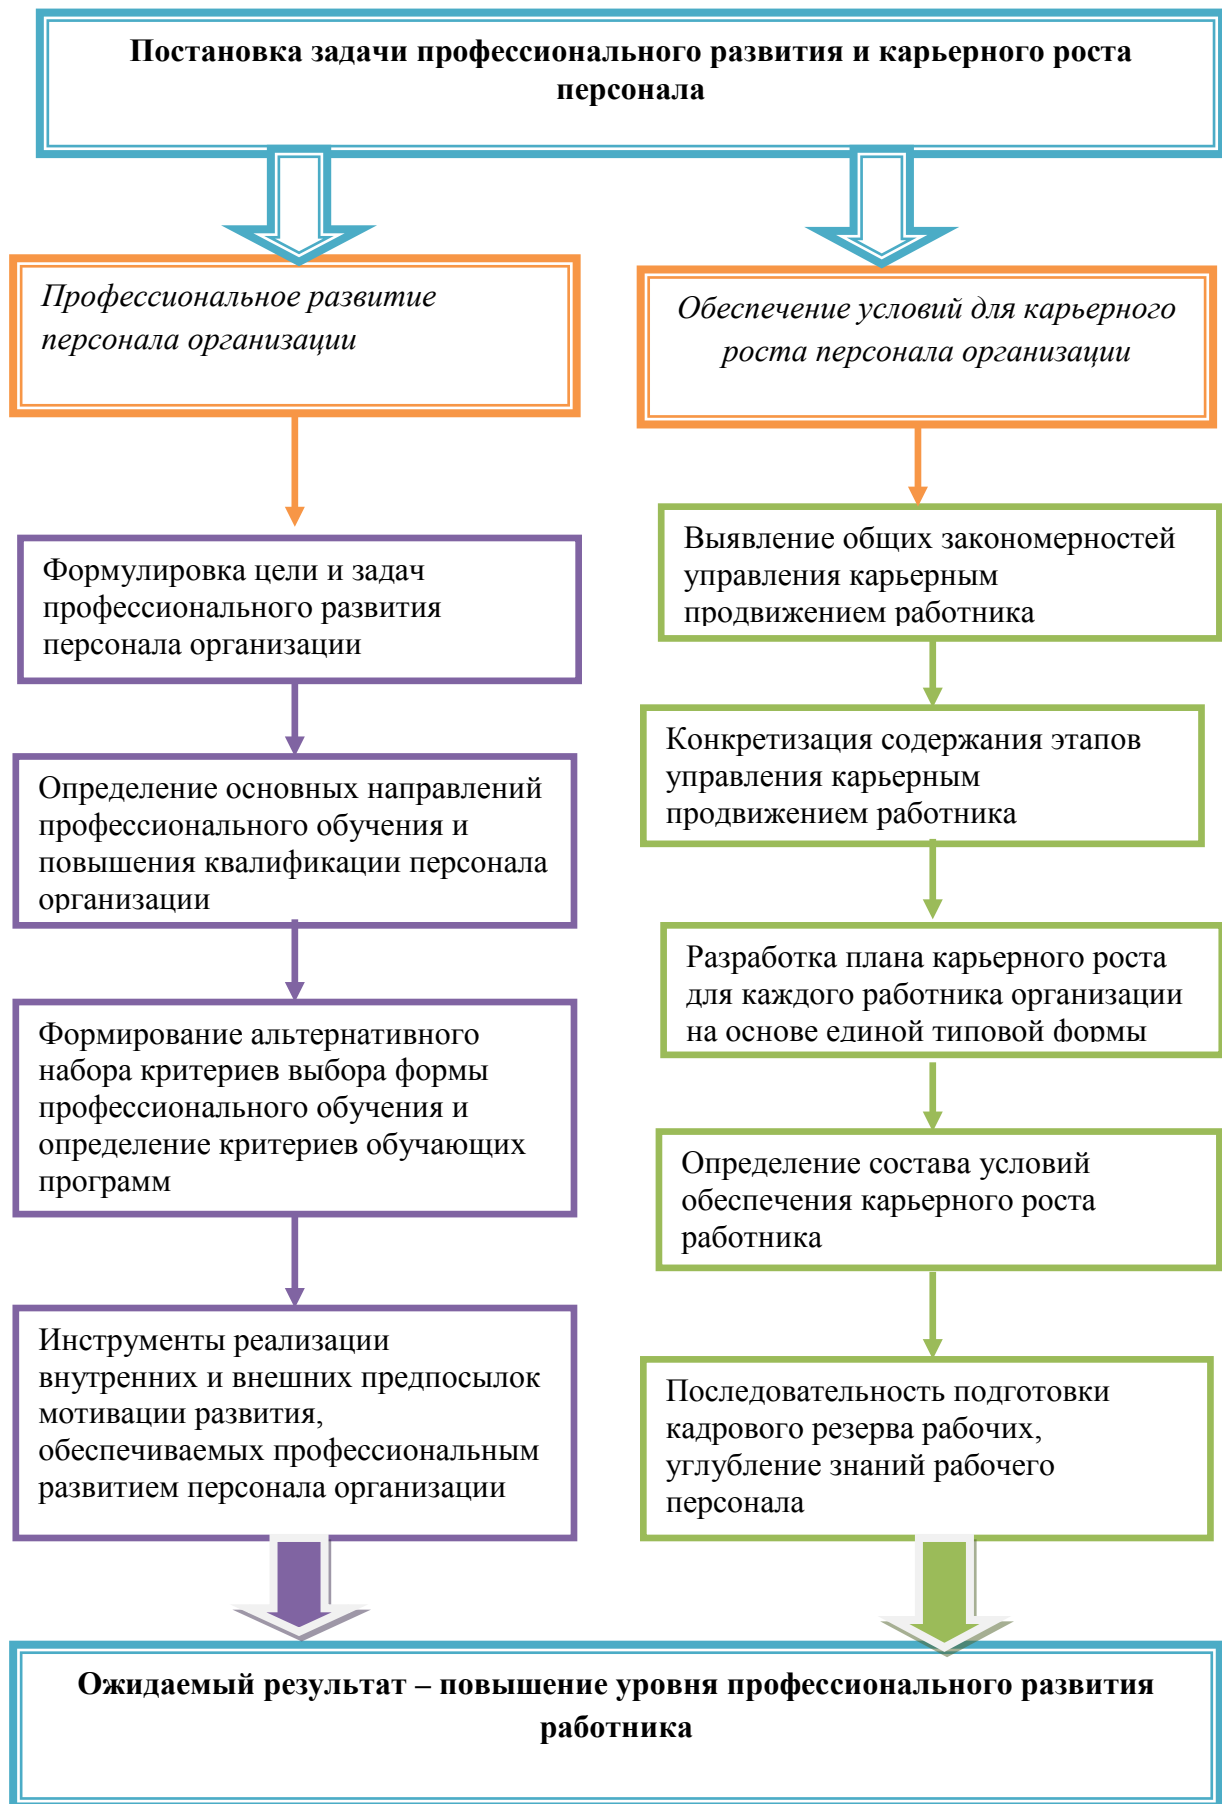 Постановка задачи профессионального развития и карьерного роста
персонала
Профессиональное развитие
персонала организации
Обеспечение условий для карьерного
роста персонала организации
Формулировка цели и задач
профессионального развития
персонала организации
Определение основных направлений
профессионального обучения и
повышения квалификации персонала
организации
Формирование альтернативного
набора критериев выбора формы
профессионального обучения и
определение критериев обучающих
программ
Инструменты реализации
внутренних и внешних предпосылок
мотивации развития,
обеспечиваемых профессиональным
развитием персонала организации
Выявление общих закономерностей
управления карьерным
продвижением работника
Конкретизация содержания этапов
управления карьерным
продвижением работника
Разработка плана карьерного роста
для каждого работника организации
на основе единой типовой формы
Определение состава условий
обеспечения карьерного роста
работника
Последовательность подготовки
кадрового резерва рабочих,
углубление знаний рабочего
персонала
Ожидаемый результат – повышение уровня профессионального развития
работника